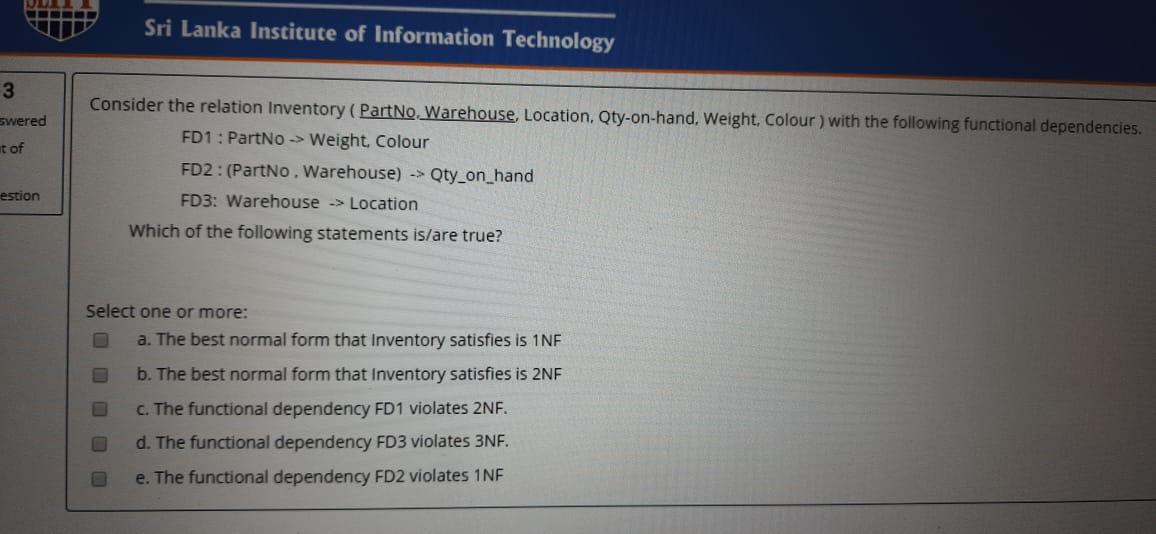 Sri Lanka Institute of Information Technology
3
swered
t of
estion
Consider the relation Inventory ( PartNo, Warehouse, Location, Qty-on-hand, Weight, Colour ) with the following functional dependencies.
FD1 : PartNo -> Weight, Colour
FD2 : (PartNo , Warehouse) -> Qty_on_hand
FD3: Warehouse -> Location
Which of the following statements is/are true?
Select one or more:
a. The best normal form that Inventory satisfies is 1NF
b. The best normal form that Inventory satisfies is 2NF
c. The functional dependency FD1 violates 2NF.
d. The functional dependency FD3 violates 3NF.
e. The functional dependency FD2 violates 1NF